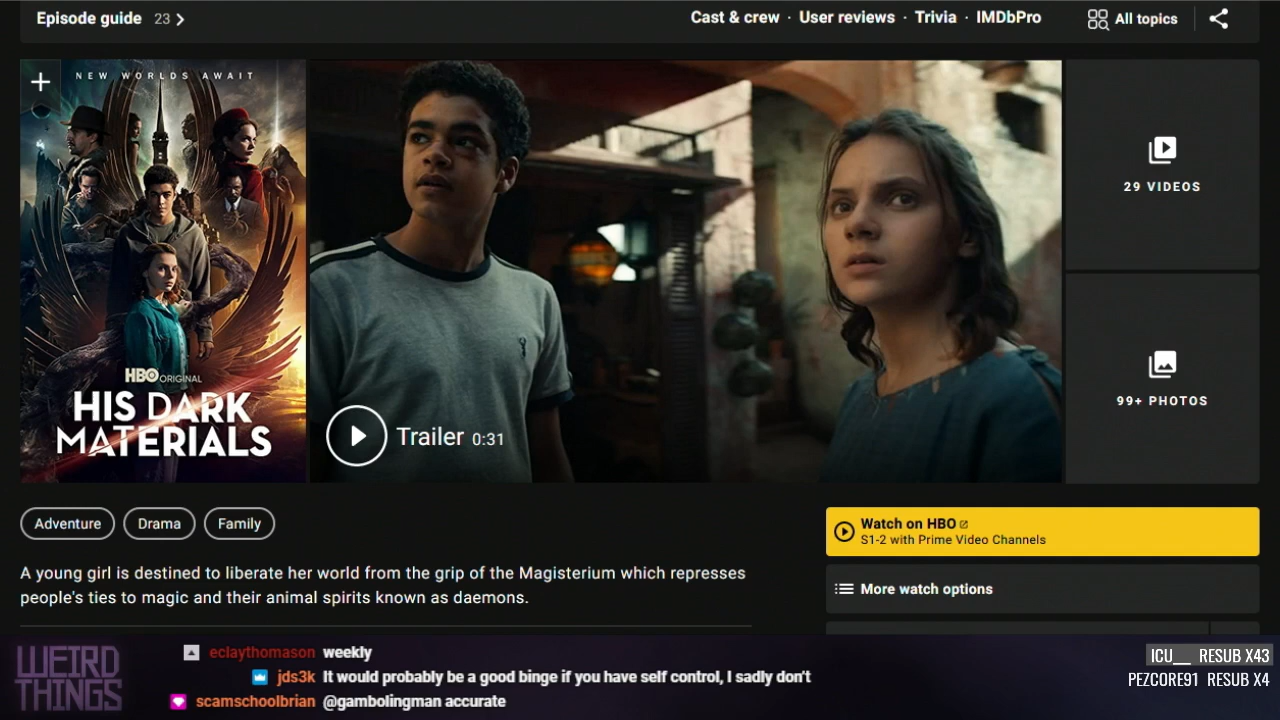 Episode guide 23
Cast & crew · User reviews · Trivia · IMDbPro
All topics
NEW WORLDS AWAIT
HBO ORIGINAL
HIS DARK
MATERIALS
Trailer 0:31
29 VIDEOS
99+ PHOTOS
Adventure
Drama
Family
A young girl is destined to liberate her world from the grip of the Magisterium which represses
people's ties to magic and their animal spirits known as daemons.
Watch on HBO
S1-2 with Prime Video Channels
More watch options
WEIRD
THINGS
eclaythomason weekly
jds3k It would probably be a good binge if you have self control, I sadly don't
scamschoolbrian @gambolingman accurate
ICU__ RESUB X43
PEZCORE91 RESUB X4